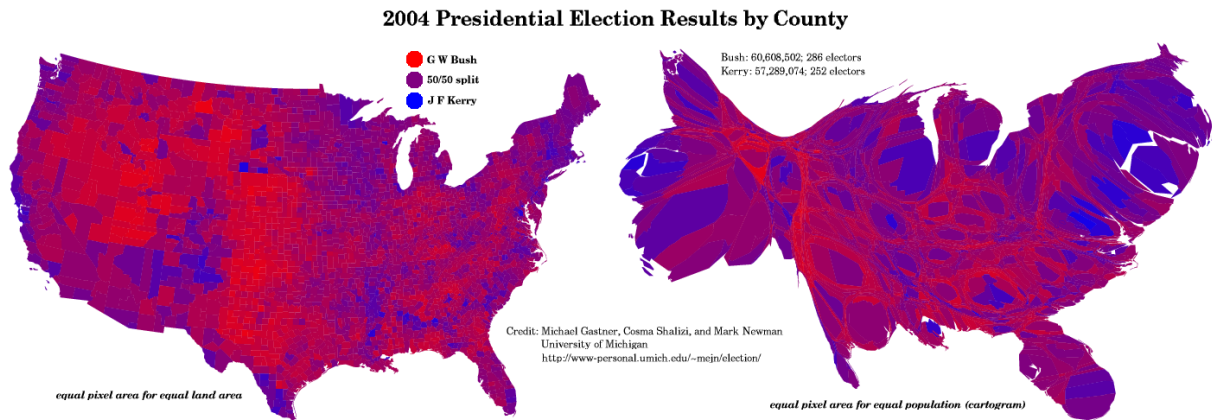 2004 Presidential Election Results by County
G W Bush
50/50 split
J F Kerry
Bush: 60,608,502; 286 electors
Kerry: 57,289,074; 252 electors
Credit: Michael Gastner, Cosma Shalizi, and Mark Newman
University of Michigan
http://www-personal.umich.edu/~mejn/election/
equal pixel area for equal land area
equal pixel area for equal population (cartogram)